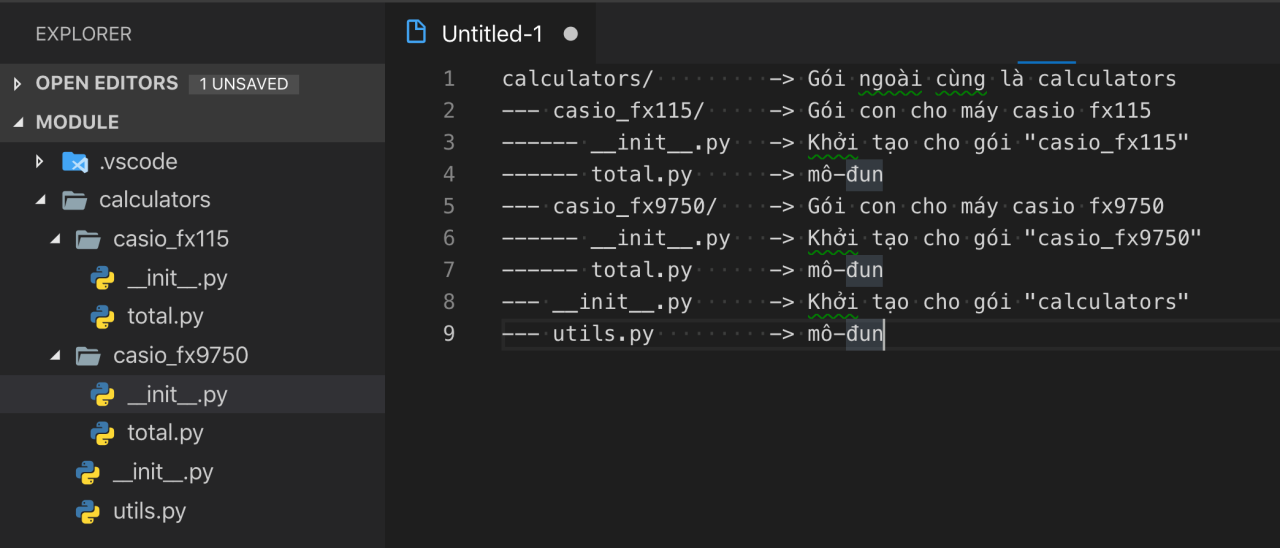 EXPLORER
OPEN EDITORS 1 UNSAVED
MODULE
.vscode
calculators
casio_fx115
__init__.py
total.py
casio_fx9750
__init__.py
total.py
__init__.py
utils.py
Untitled-1
1 calculators/ -> Gói ngoài cùng là calculators
2 --- casio_fx115/ -> Gói con cho máy casio fx115
3 ------ __init__.py -> Khởi tạo cho gói "casio_fx115"
4 ------ total.py -> mô-đun
5 --- casio_fx9750/ -> Gói con cho máy casio fx9750
6 ------ __init__.py -> Khởi tạo cho gói "casio_fx9750"
7 ------ total.py -> mô-đun
8 --- __init__.py -> Khởi tạo cho gói "calculators"
9 --- utils.py -> mô-đun